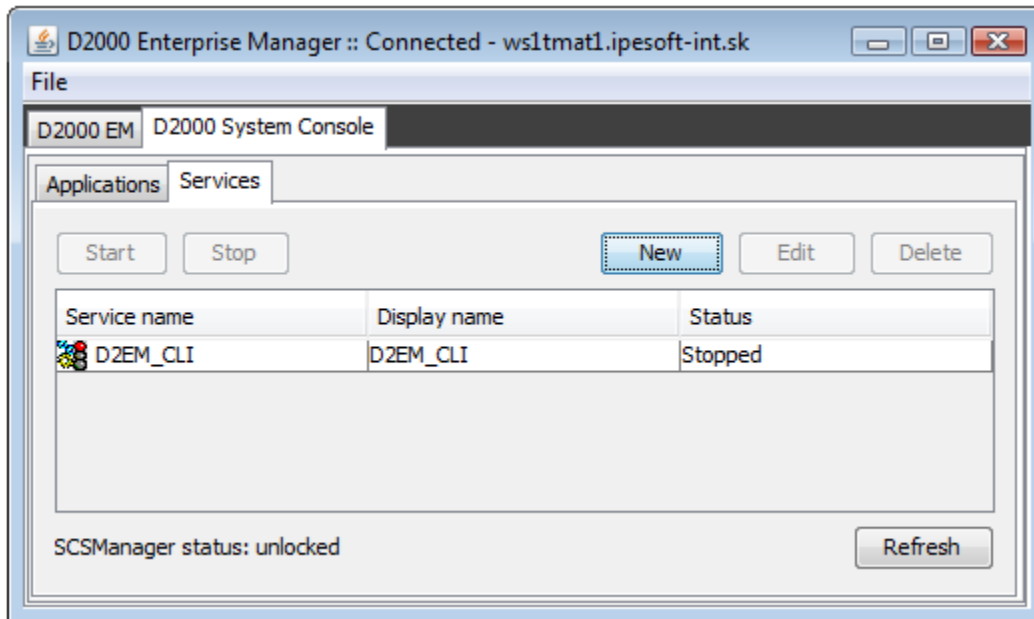 D2000 Enterprise Manager :: Connected - ws1tmat1.ipesoft-int.sk
File
D2000 EM D2000 System Console
Applications Services
Start Stop New Edit Delete
Service name Display name Status
D2EM_CLI D2EM_CLI Stopped
SCSManager status: unlocked Refresh